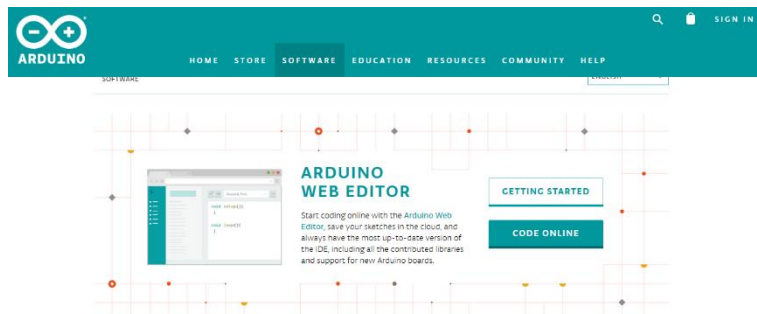 SIGN IN
ARDUINO
HOME STORE SOFTWARE EDUCATION RESOURCES COMMUNITY HELP
SOFTWARE
ENGLISH
ARDUINO
WEB EDITOR
Start coding online with the Arduino Web
Editor, save your sketches in the cloud, and
always have the most up-to-date version of
the IDE, including all the contributed libraries
and support for new Arduino boards.
GETTING STARTED
CODE ONLINE